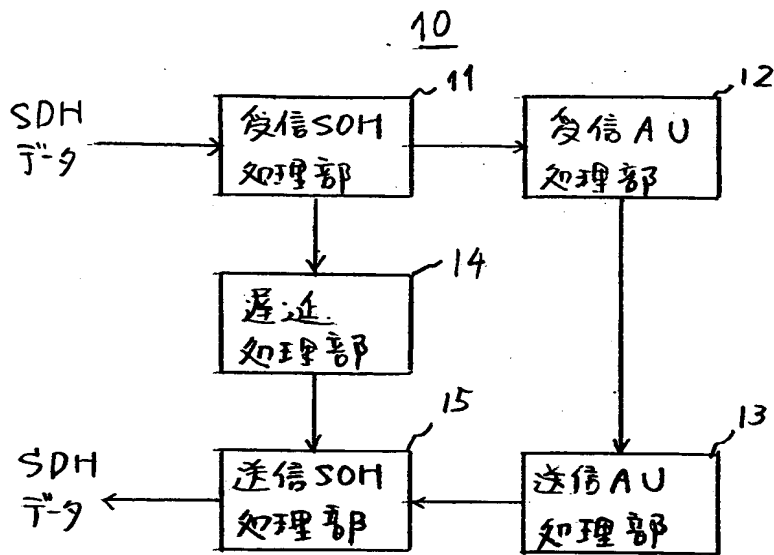 10
SDH
データ
11
受信SOH
処理部
12
受信AU
処理部
14
遅延
処理部
15
送信SOH
処理部
13
送信AU
処理部
SDH
データ